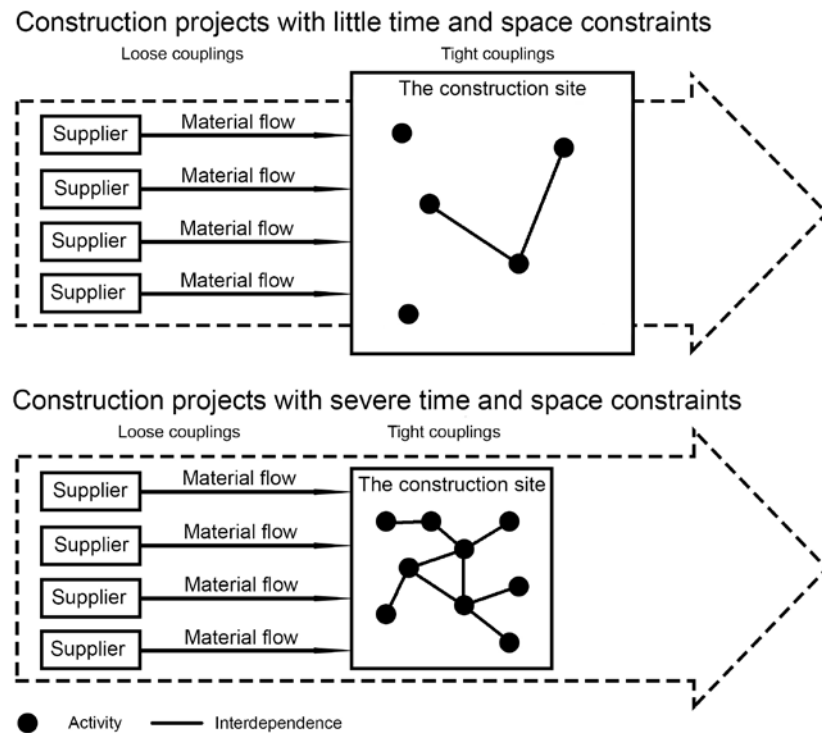 Construction projects with little time and space constraints
Loose couplings Tight couplings
The construction site
Supplier Material flow
Supplier Material flow
Supplier Material flow
Supplier Material flow
Construction projects with severe time and space constraints
Loose couplings Tight couplings
The construction site
Supplier Material flow
Supplier Material flow
Supplier Material flow
Supplier Material flow
Activity Interdependence